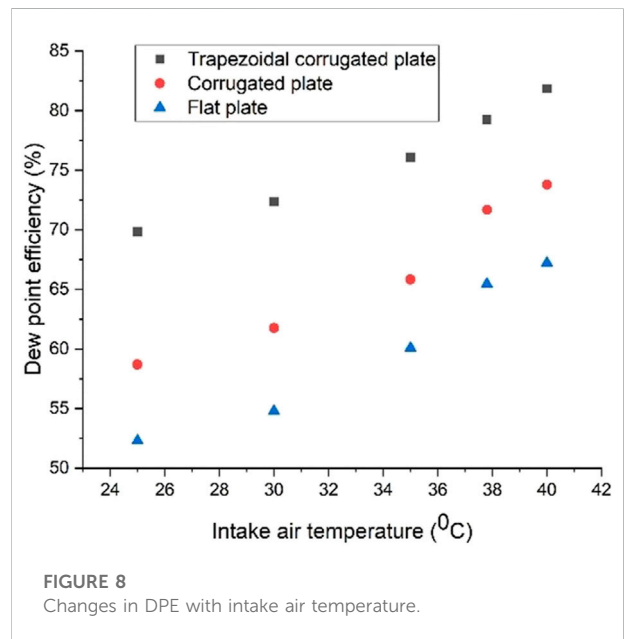 85
80
75
70
65
60
55
50
Dew point efficiency (%)
Trapezoidal corrugated plate
Corrugated plate
Flat plate
24 26 28 30 32 34 36 38 40 42
Intake air temperature (⁰C)
FIGURE 8
Changes in DPE with intake air temperature.